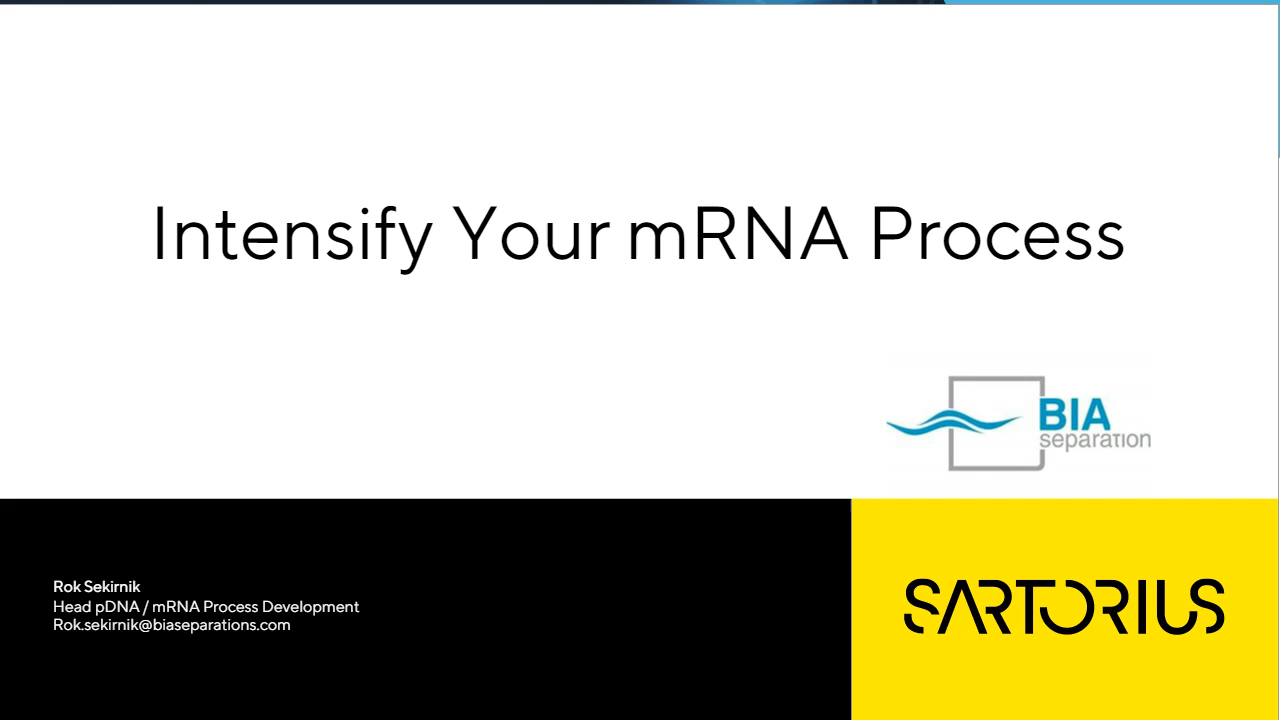 Intensify Your mRNA Process
BIA
separation
Rok Sekirnik
Head pDNA / mRNA Process Development
Rok.sekirnik@biaseparations.com
SARTORIUS